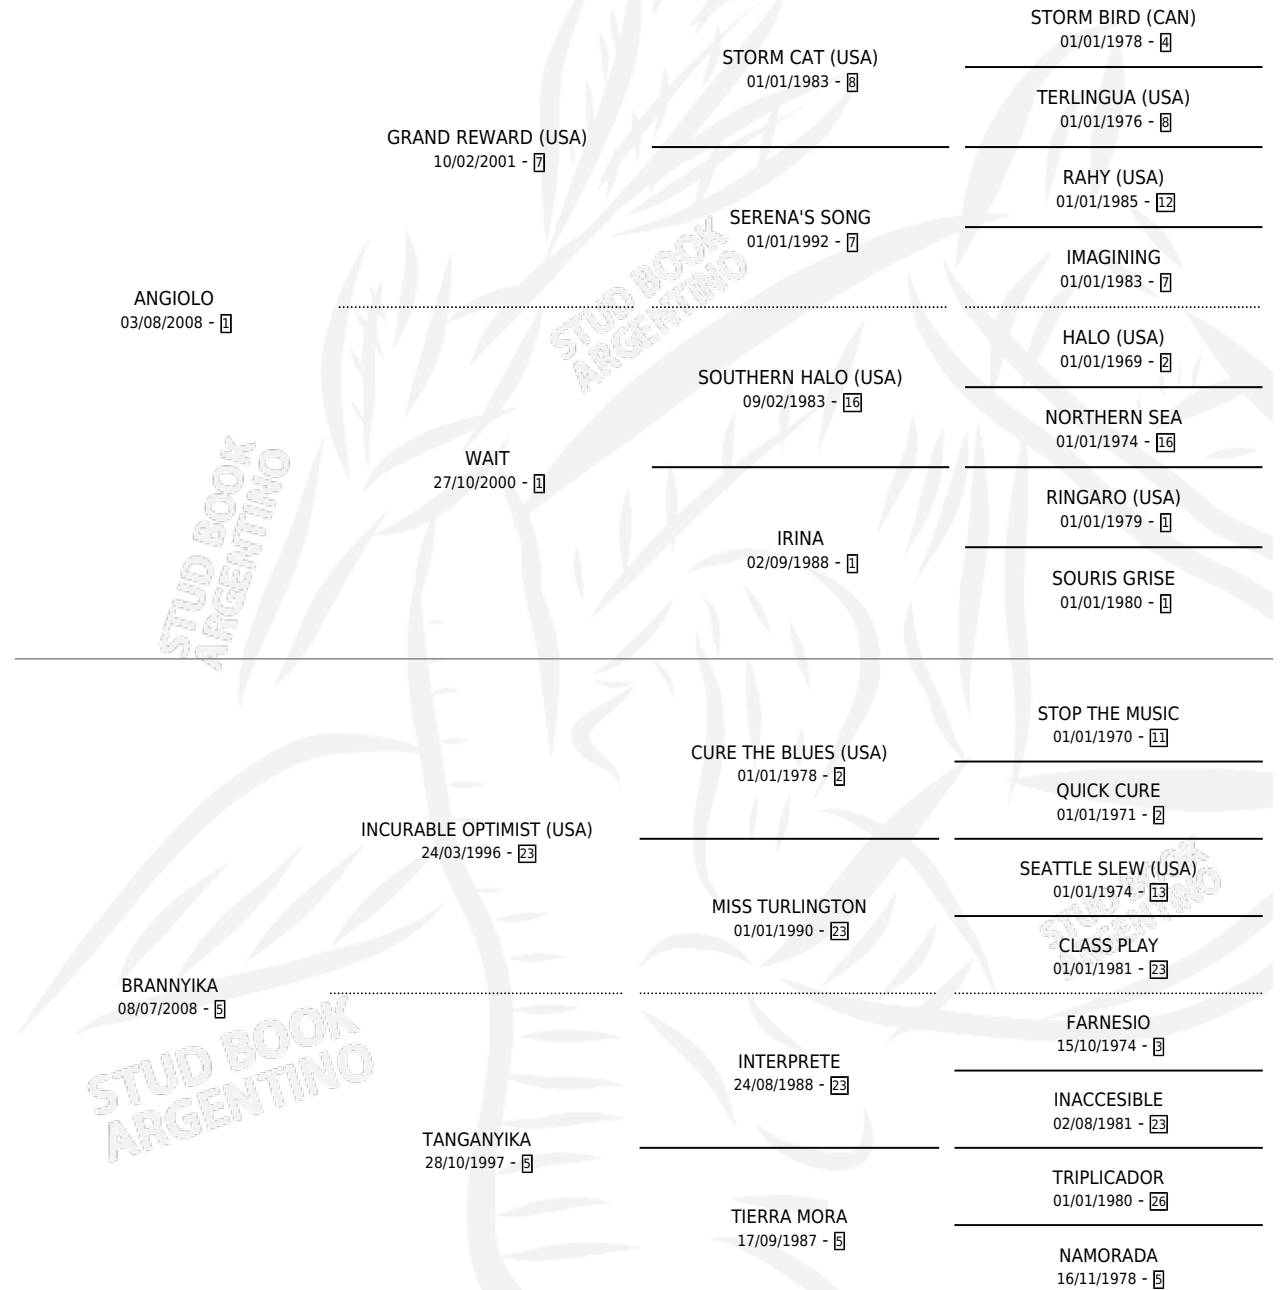 STORM BIRD (CAN)
01/01/1978 - 4
STORM CAT (USA)
01/01/1983 - 8
TERLINGUA (USA)
01/01/1976 - 8
GRAND REWARD (USA)
10/02/2001 - 7
RAHY (USA)
01/01/1985 - 12
SERENA'S SONG
01/01/1992 - 7
IMAGINING
01/01/1983 - 7
ANGIOLO
03/08/2008 - 1
HALO (USA)
01/01/1969 - 2
SOUTHERN HALO (USA)
09/02/1983 - 16
NORTHERN SEA
01/01/1974 - 16
WAIT
27/10/2000 - 1
RINGARO (USA)
01/01/1979 - 1
IRINA
02/09/1988 - 1
SOURIS GRISE
01/01/1980 - 1
STUD BOOK
ARGENTINO
STUD BOOK
ARGENTINO
STOP THE MUSIC
01/01/1970 - 11
CURE THE BLUES (USA)
01/01/1978 - 2
QUICK CURE
01/01/1971 - 2
INCURABLE OPTIMIST (USA)
24/03/1996 - 23
SEATTLE SLEW (USA)
01/01/1974 - 13
MISS TURLINGTON
01/01/1990 - 23
CLASS PLAY
01/01/1981 - 23
BRANNYIKA
08/07/2008 - 5
FARNESIO
15/10/1974 - 3
INTERPRETE
24/08/1988 - 23
INACCESIBLE
02/08/1981 - 23
TANGANYIKA
28/10/1997 - 5
TRIPLICADOR
01/01/1980 - 26
TIERRA MORA
17/09/1987 - 5
NAMORADA
16/11/1978 - 5
STUD BOOK
ARGENTINO
STUD BOOK
ARGENTINO